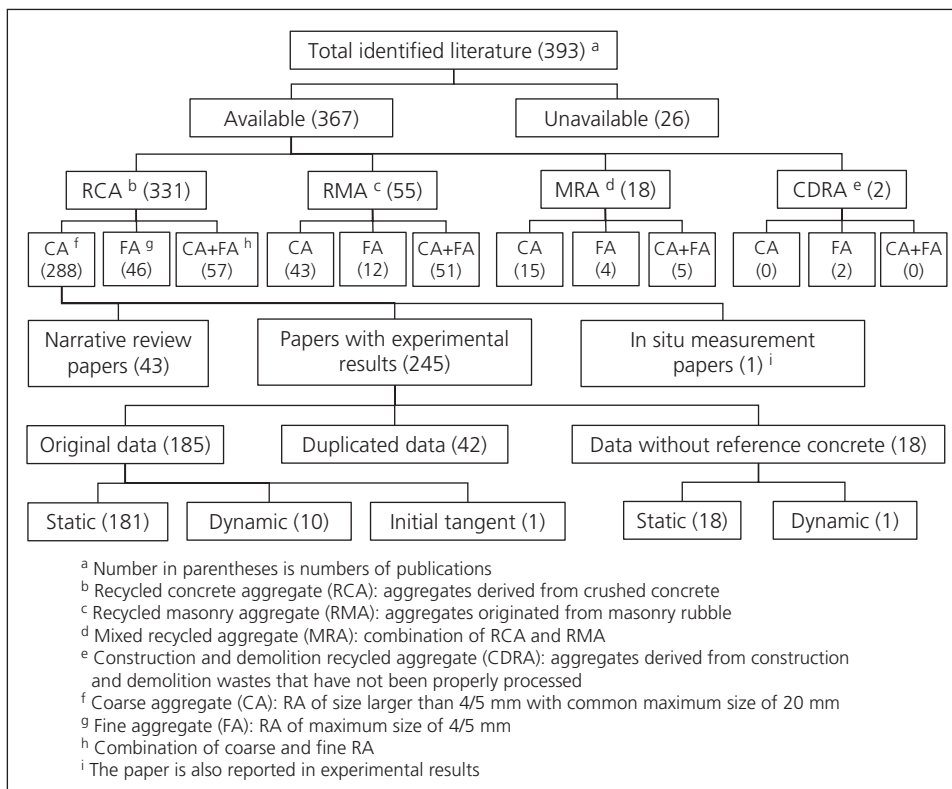 Total identified literature (393) a
Available (367)
Unavailable (26)
RCA b (331)
RMA c (55)
MRA d (18)
CDRA e (2)
CA f
(288)
FA g
(46)
CA+FA h
(57)
CA
(43)
FA
(12)
CA+FA
(51)
CA
(15)
FA
(4)
CA+FA
(5)
CA
(0)
FA
(2)
CA+FA
(0)
Narrative review
papers (43)
Papers with experimental
results (245)
In situ measurement
papers (1) i
Original data (185)
Duplicated data (42)
Data without reference concrete (18)
Static (181)
Dynamic (10)
Initial tangent (1)
Static (18)
Dynamic (1)
a Number in parentheses is numbers of publications
b Recycled concrete aggregate (RCA): aggregates derived from crushed concrete
c Recycled masonry aggregate (RMA): aggregates originated from masonry rubble
d Mixed recycled aggregate (MRA): combination of RCA and RMA
e Construction and demolition recycled aggregate (CDRA): aggregates derived from construction
and demolition wastes that have not been properly processed
f Coarse aggregate (CA): RA of size larger than 4/5 mm with common maximum size of 20 mm
g Fine aggregate (FA): RA of maximum size of 4/5 mm
h Combination of coarse and fine RA
i The paper is also reported in experimental results